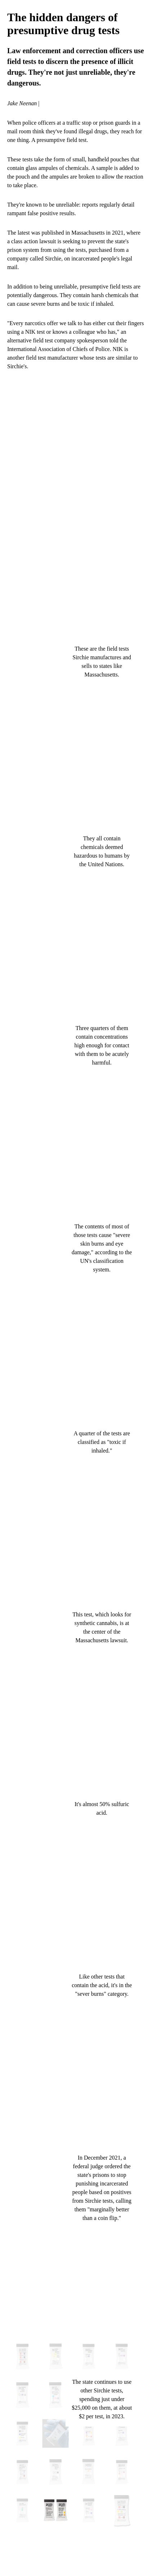 The hidden dangers of
presumptive drug tests
Law enforcement and correction officers use
field tests to discern the presence of illicit
drugs. They're not just unreliable, they're
dangerous.
Jake Neenan |
When police officers at a traffic stop or prison guards in a
mail room think they've found illegal drugs, they reach for
one thing. A presumptive field test.
These tests take the form of small, handheld pouches that
contain glass ampules of chemicals. A sample is added to
the pouch and the ampules are broken to allow the reaction
to take place.
They're known to be unreliable: reports regularly detail
rampant false positive results.
The latest was published in Massachusetts in 2021, where
a class action lawsuit is seeking to prevent the state's
prison system from using the tests, purchased from a
company called Sirchie, on incarcerated people's legal
mail.
In addition to being unreliable, presumptive field tests are
potentially dangerous. They contain harsh chemicals that
can cause severe burns and be toxic if inhaled.
"Every narcotics offer we talk to has either cut their fingers
using a NIK test or knows a colleague who has," an
alternative field test company spokesperson told the
International Association of Chiefs of Police. NIK is
another field test manufacturer whose tests are similar to
Sirchie's.
These are the field tests
Sirchie manufactures and
sells to states like
Massachusetts.
They all contain
chemicals deemed
hazardous to humans by
the United Nations.
Three quarters of them
contain concentrations
high enough for contact
with them to be acutely
harmful.
The contents of most of
those tests cause "severe
skin burns and eye
damage," according to the
UN's classification
system.
A quarter of the tests are
classified as "toxic if
inhaled."
This test, which looks for
synthetic cannabis, is at
the center of the
Massachusetts lawsuit.
It's almost 50% sulfuric
acid.
Like other tests that
contain the acid, it's in the
"sever burns" category.
In December 2021, a
federal judge ordered the
state's prisons to stop
punishing incarcerated
people based on positives
from Sirchie tests, calling
them "marginally better
than a coin flip."
The state continues to use
other Sirchie tests,
spending just under
$25,000 on them, at about
$2 per test, in 2023.